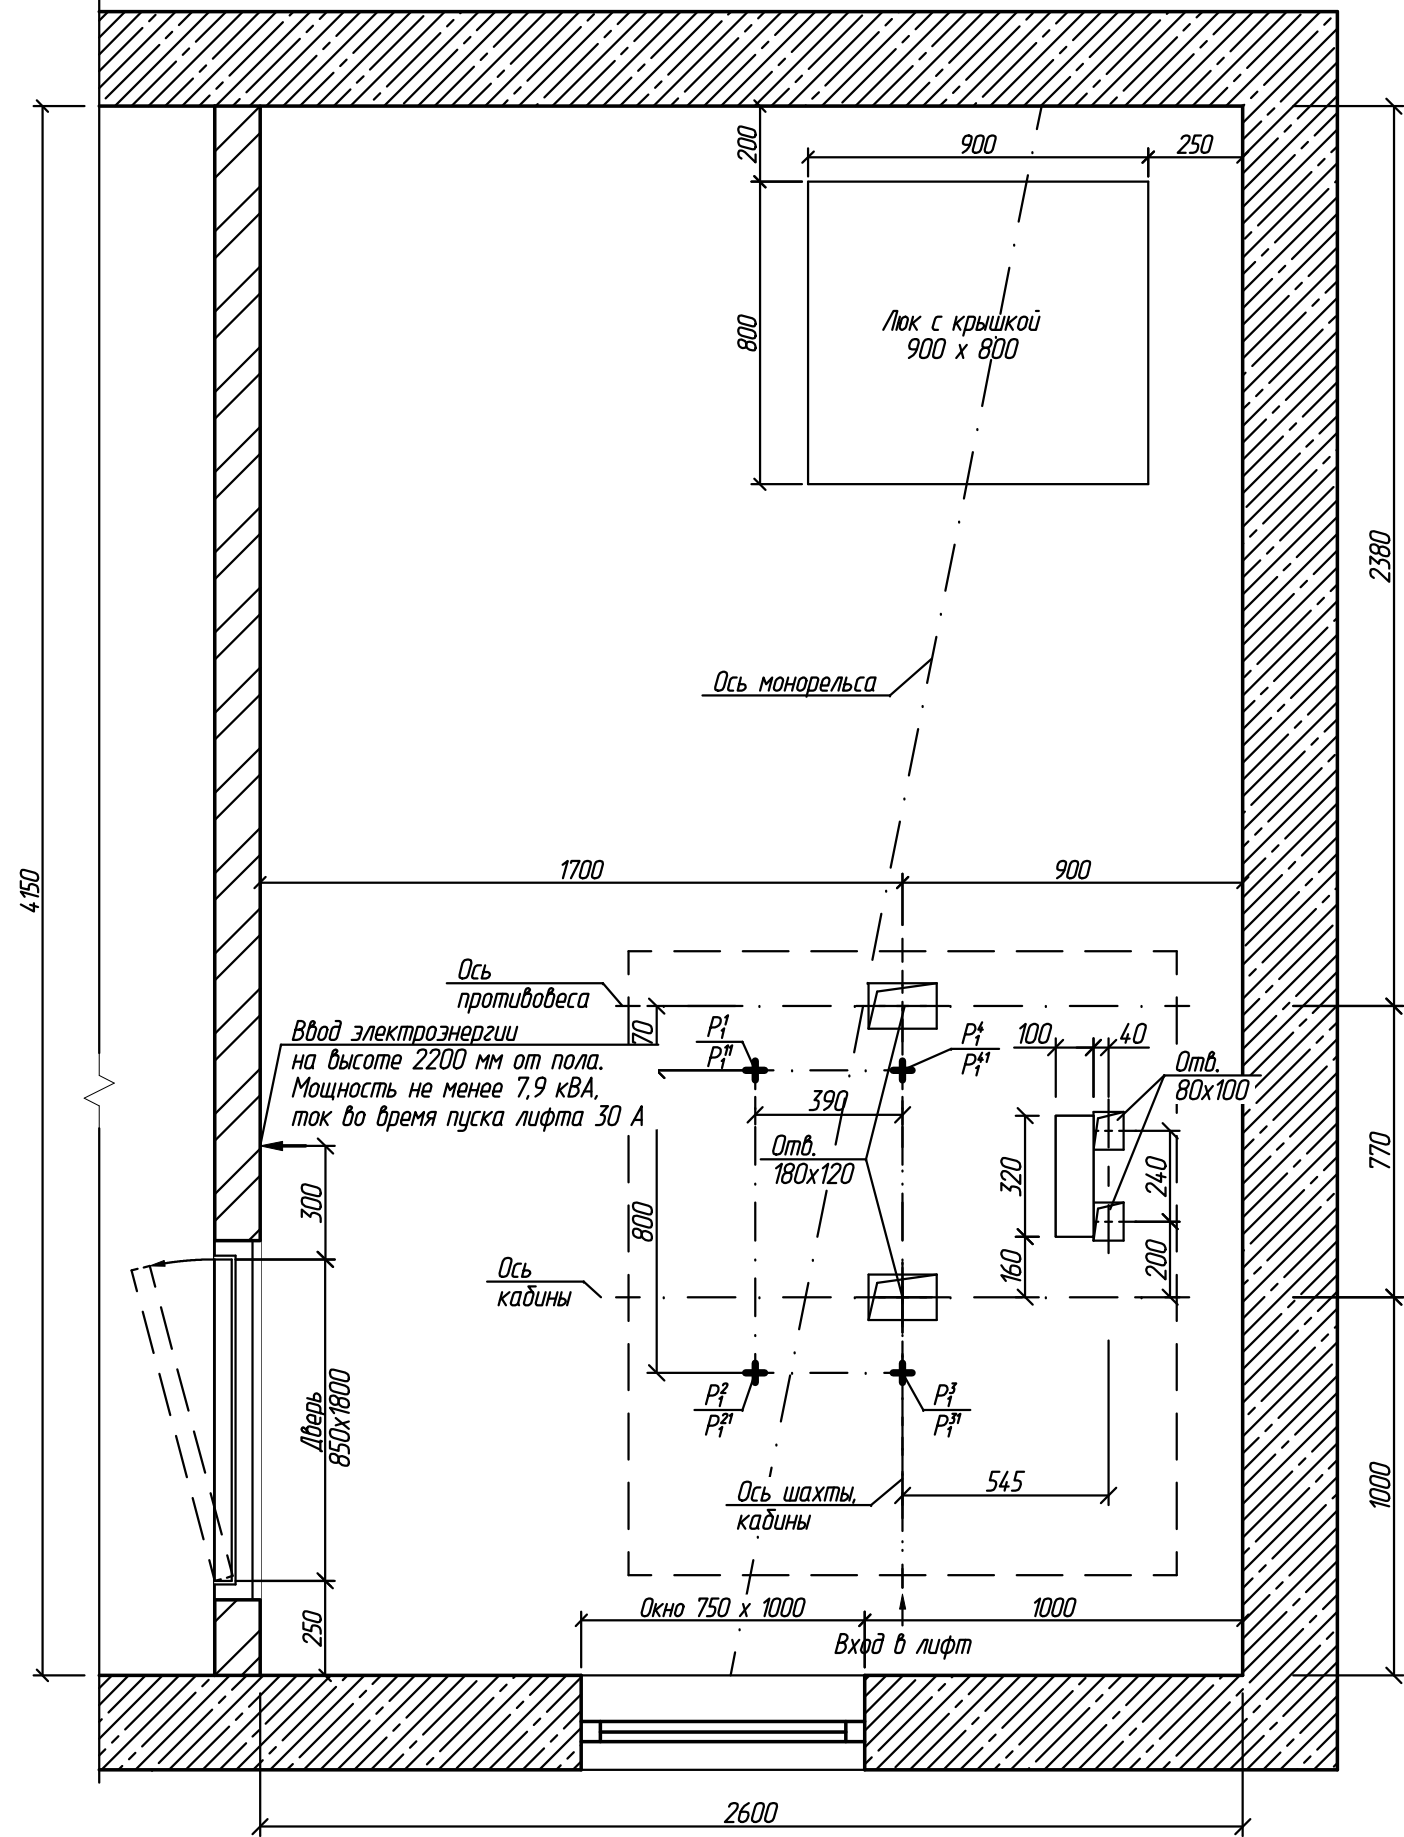 200
900
250
800
Люк с крышкой
900 х 800
2380
Ось монорельса
1700
900
4150
Ось
противовеса
70
Ввод электроэнергии
на высоте 2200 мм от пола.
Мощность не менее 7,9 кВА,
ток во время пуска лифта 30 А
P₁¹
P₁¹¹
P₁⁴
P₁⁴¹
100
40
Отв.
80х100
390
Отв.
180х120
320
240
770
300
800
160
200
Ось
кабины
Дверь
850х1800
P₁²
P₁²¹
P₁³
P₁³¹
545
Ось шахты,
кабины
1000
250
Окно 750 х 1000
1000
Вход в лифт
2600